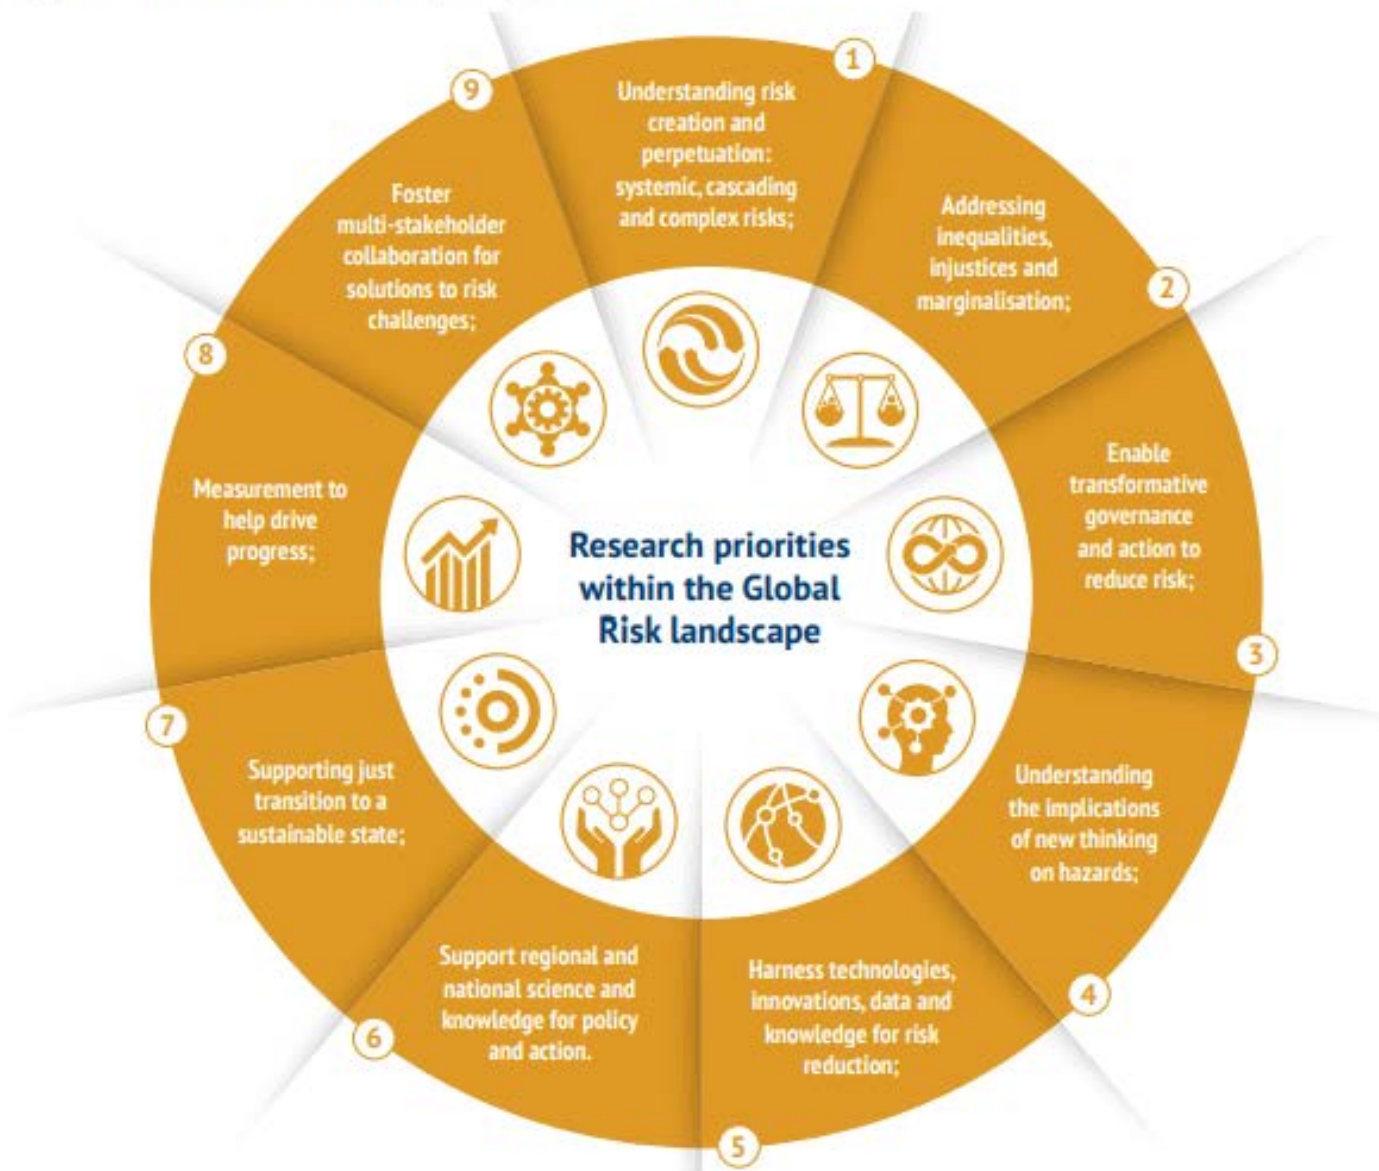 1
Understanding risk
creation and
perpetuation:
systemic, cascading
and complex risks;
2
Addressing
inequalities,
injustices and
marginalisation;
3
Enable
transformative
governance
and action to
reduce risk;
4
Understanding
the implications
of new thinking
on hazards;
5
Harness technologies,
innovations, data and
knowledge for risk
reduction;
6
Support regional and
national science and
knowledge for policy
and action.
7
Supporting just
transition to a
sustainable state;
8
Measurement to
help drive
progress;
9
Foster
multi-stakeholder
collaboration for
solutions to risk
challenges;
Research priorities
within the Global
Risk landscape